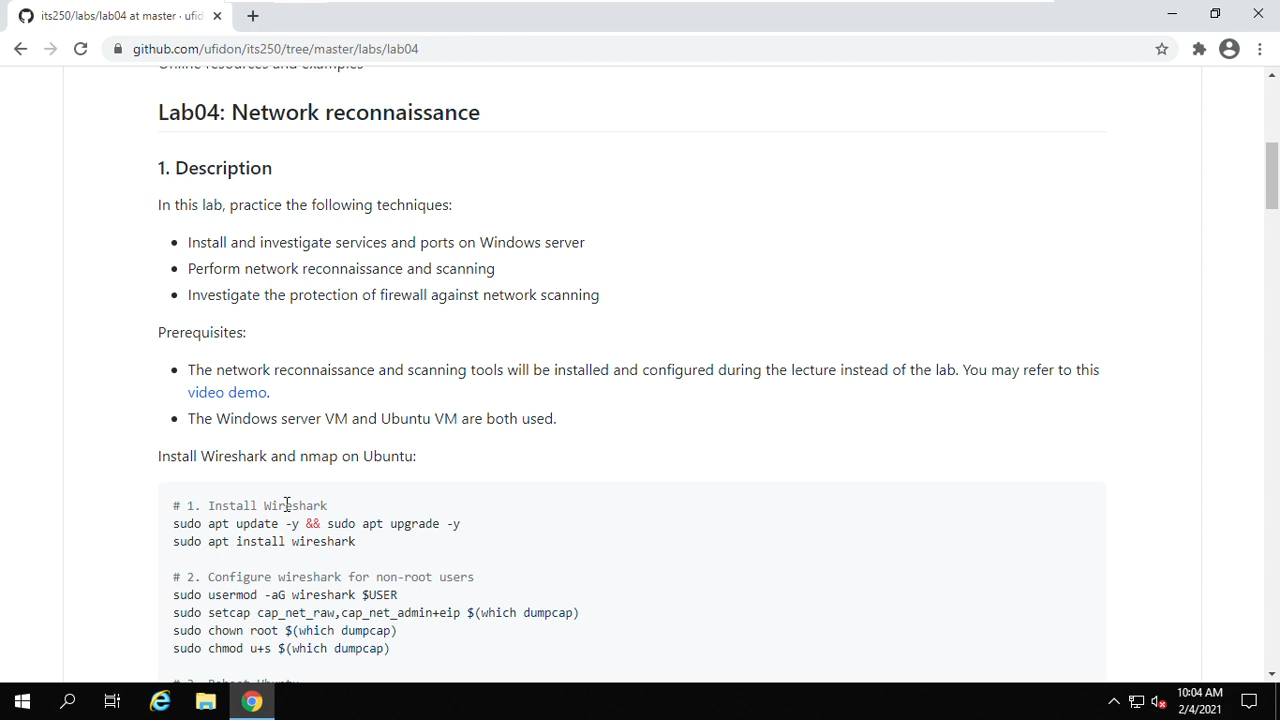 its250/labs/lab04 at master · ufid
github.com/ufidon/its250/tree/master/labs/lab04
Online resources and examples
Lab04: Network reconnaissance
1. Description
In this lab, practice the following techniques:
Install and investigate services and ports on Windows server
Perform network reconnaissance and scanning
Investigate the protection of firewall against network scanning
Prerequisites:
The network reconnaissance and scanning tools will be installed and configured during the lecture instead of the lab. You may refer to this
video demo.
The Windows server VM and Ubuntu VM are both used.
Install Wireshark and nmap on Ubuntu:
# 1. Install Wireshark
sudo apt update -y && sudo apt upgrade -y
sudo apt install wireshark
# 2. Configure wireshark for non-root users
sudo usermod -aG wireshark $USER
sudo setcap cap_net_raw,cap_net_admin+eip $(which dumpcap)
sudo chown root $(which dumpcap)
sudo chmod u+s $(which dumpcap)
# 3. Reboot Ubuntu
10:04 AM
2/4/2021